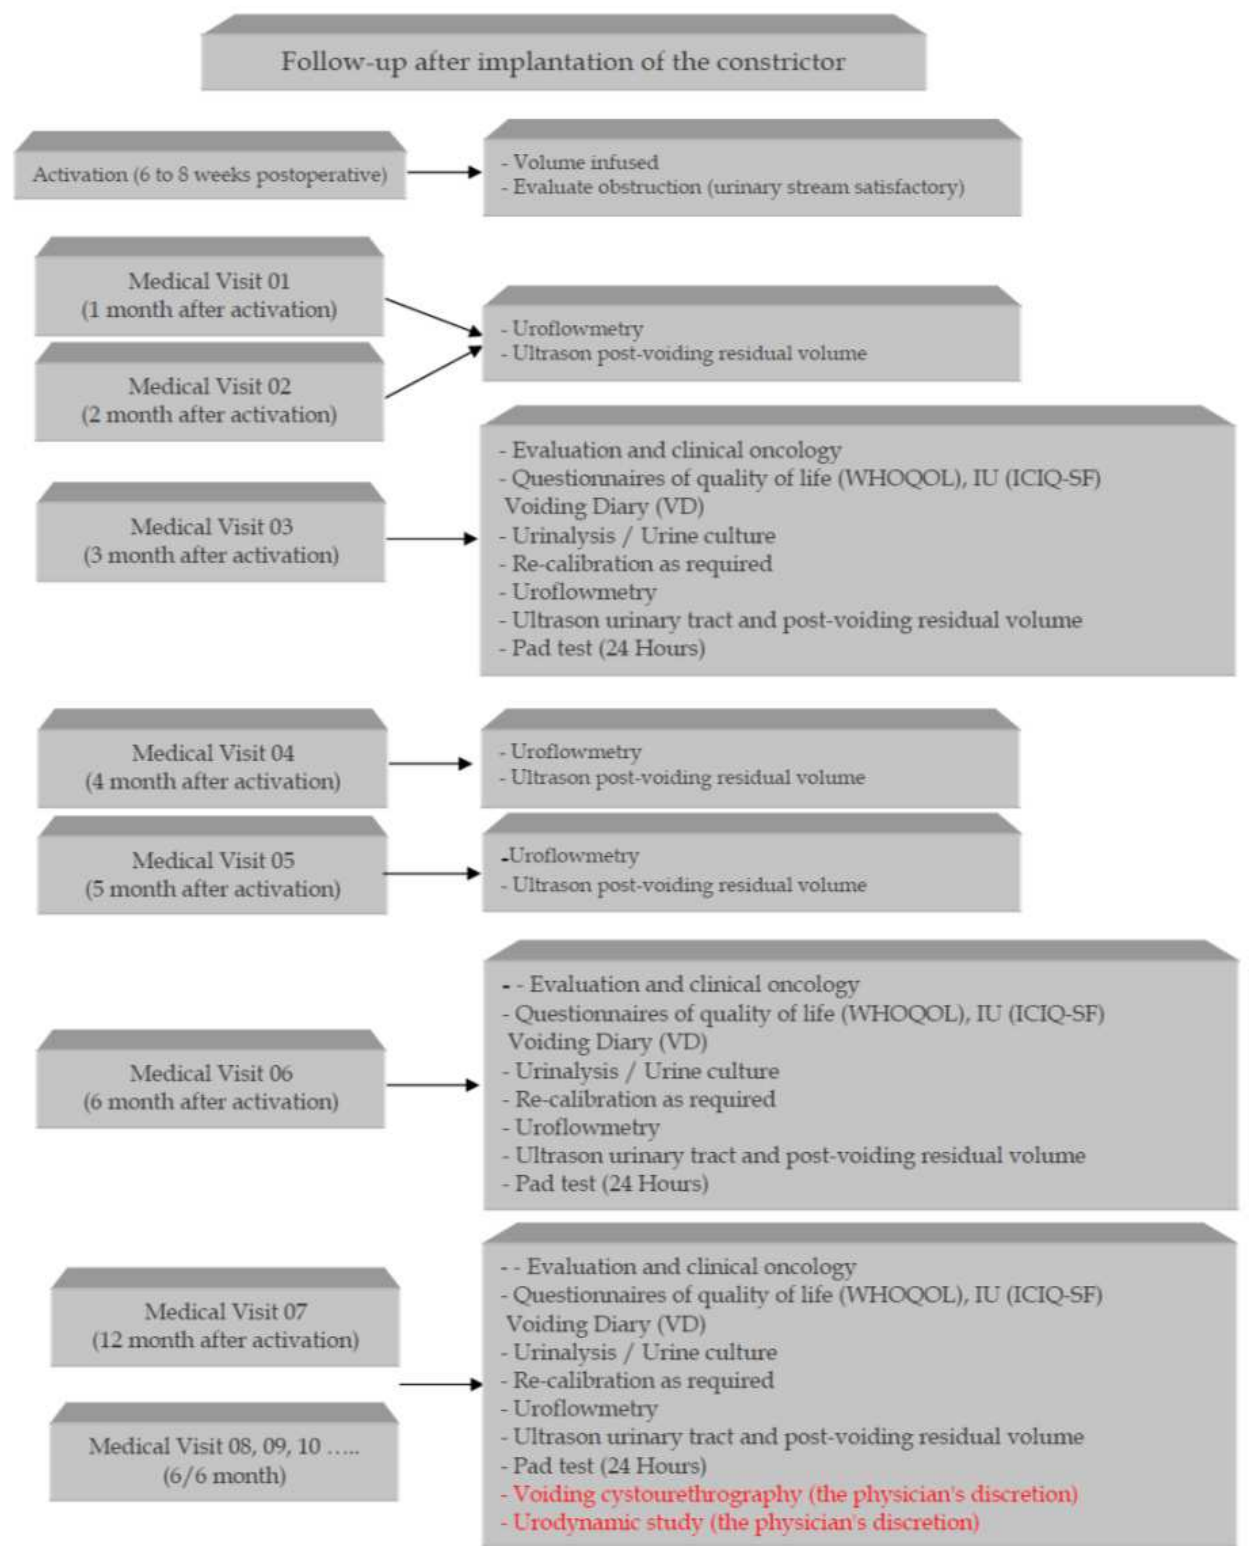 Follow-up after implantation of the constrictor
Activation (6 to 8 weeks postoperative)
- Volume infused
- Evaluate obstruction (urinary stream satisfactory)
Medical Visit 01
(1 month after activation)
Medical Visit 02
(2 month after activation)
- Uroflowmetry
- Ultrason post-voiding residual volume
Medical Visit 03
(3 month after activation)
- Evaluation and clinical oncology
- Questionnaires of quality of life (WHOQOL), IU (ICIQ-SF)
Voiding Diary (VD)
- Urinalysis / Urine culture
- Re-calibration as required
- Uroflowmetry
- Ultrason urinary tract and post-voiding residual volume
- Pad test (24 Hours)
Medical Visit 04
(4 month after activation)
- Uroflowmetry
- Ultrason post-voiding residual volume
Medical Visit 05
(5 month after activation)
-Uroflowmetry
- Ultrason post-voiding residual volume
Medical Visit 06
(6 month after activation)
- - Evaluation and clinical oncology
- Questionnaires of quality of life (WHOQOL), IU (ICIQ-SF)
Voiding Diary (VD)
- Urinalysis / Urine culture
- Re-calibration as required
- Uroflowmetry
- Ultrason urinary tract and post-voiding residual volume
- Pad test (24 Hours)
Medical Visit 07
(12 month after activation)
Medical Visit 08, 09, 10 …..
(6/6 month)
- - Evaluation and clinical oncology
- Questionnaires of quality of life (WHOQOL), IU (ICIQ-SF)
Voiding Diary (VD)
- Urinalysis / Urine culture
- Re-calibration as required
- Uroflowmetry
- Ultrason urinary tract and post-voiding residual volume
- Pad test (24 Hours)
- Voiding cystourethrography (the physician's discretion)
- Urodynamic study (the physician's discretion)